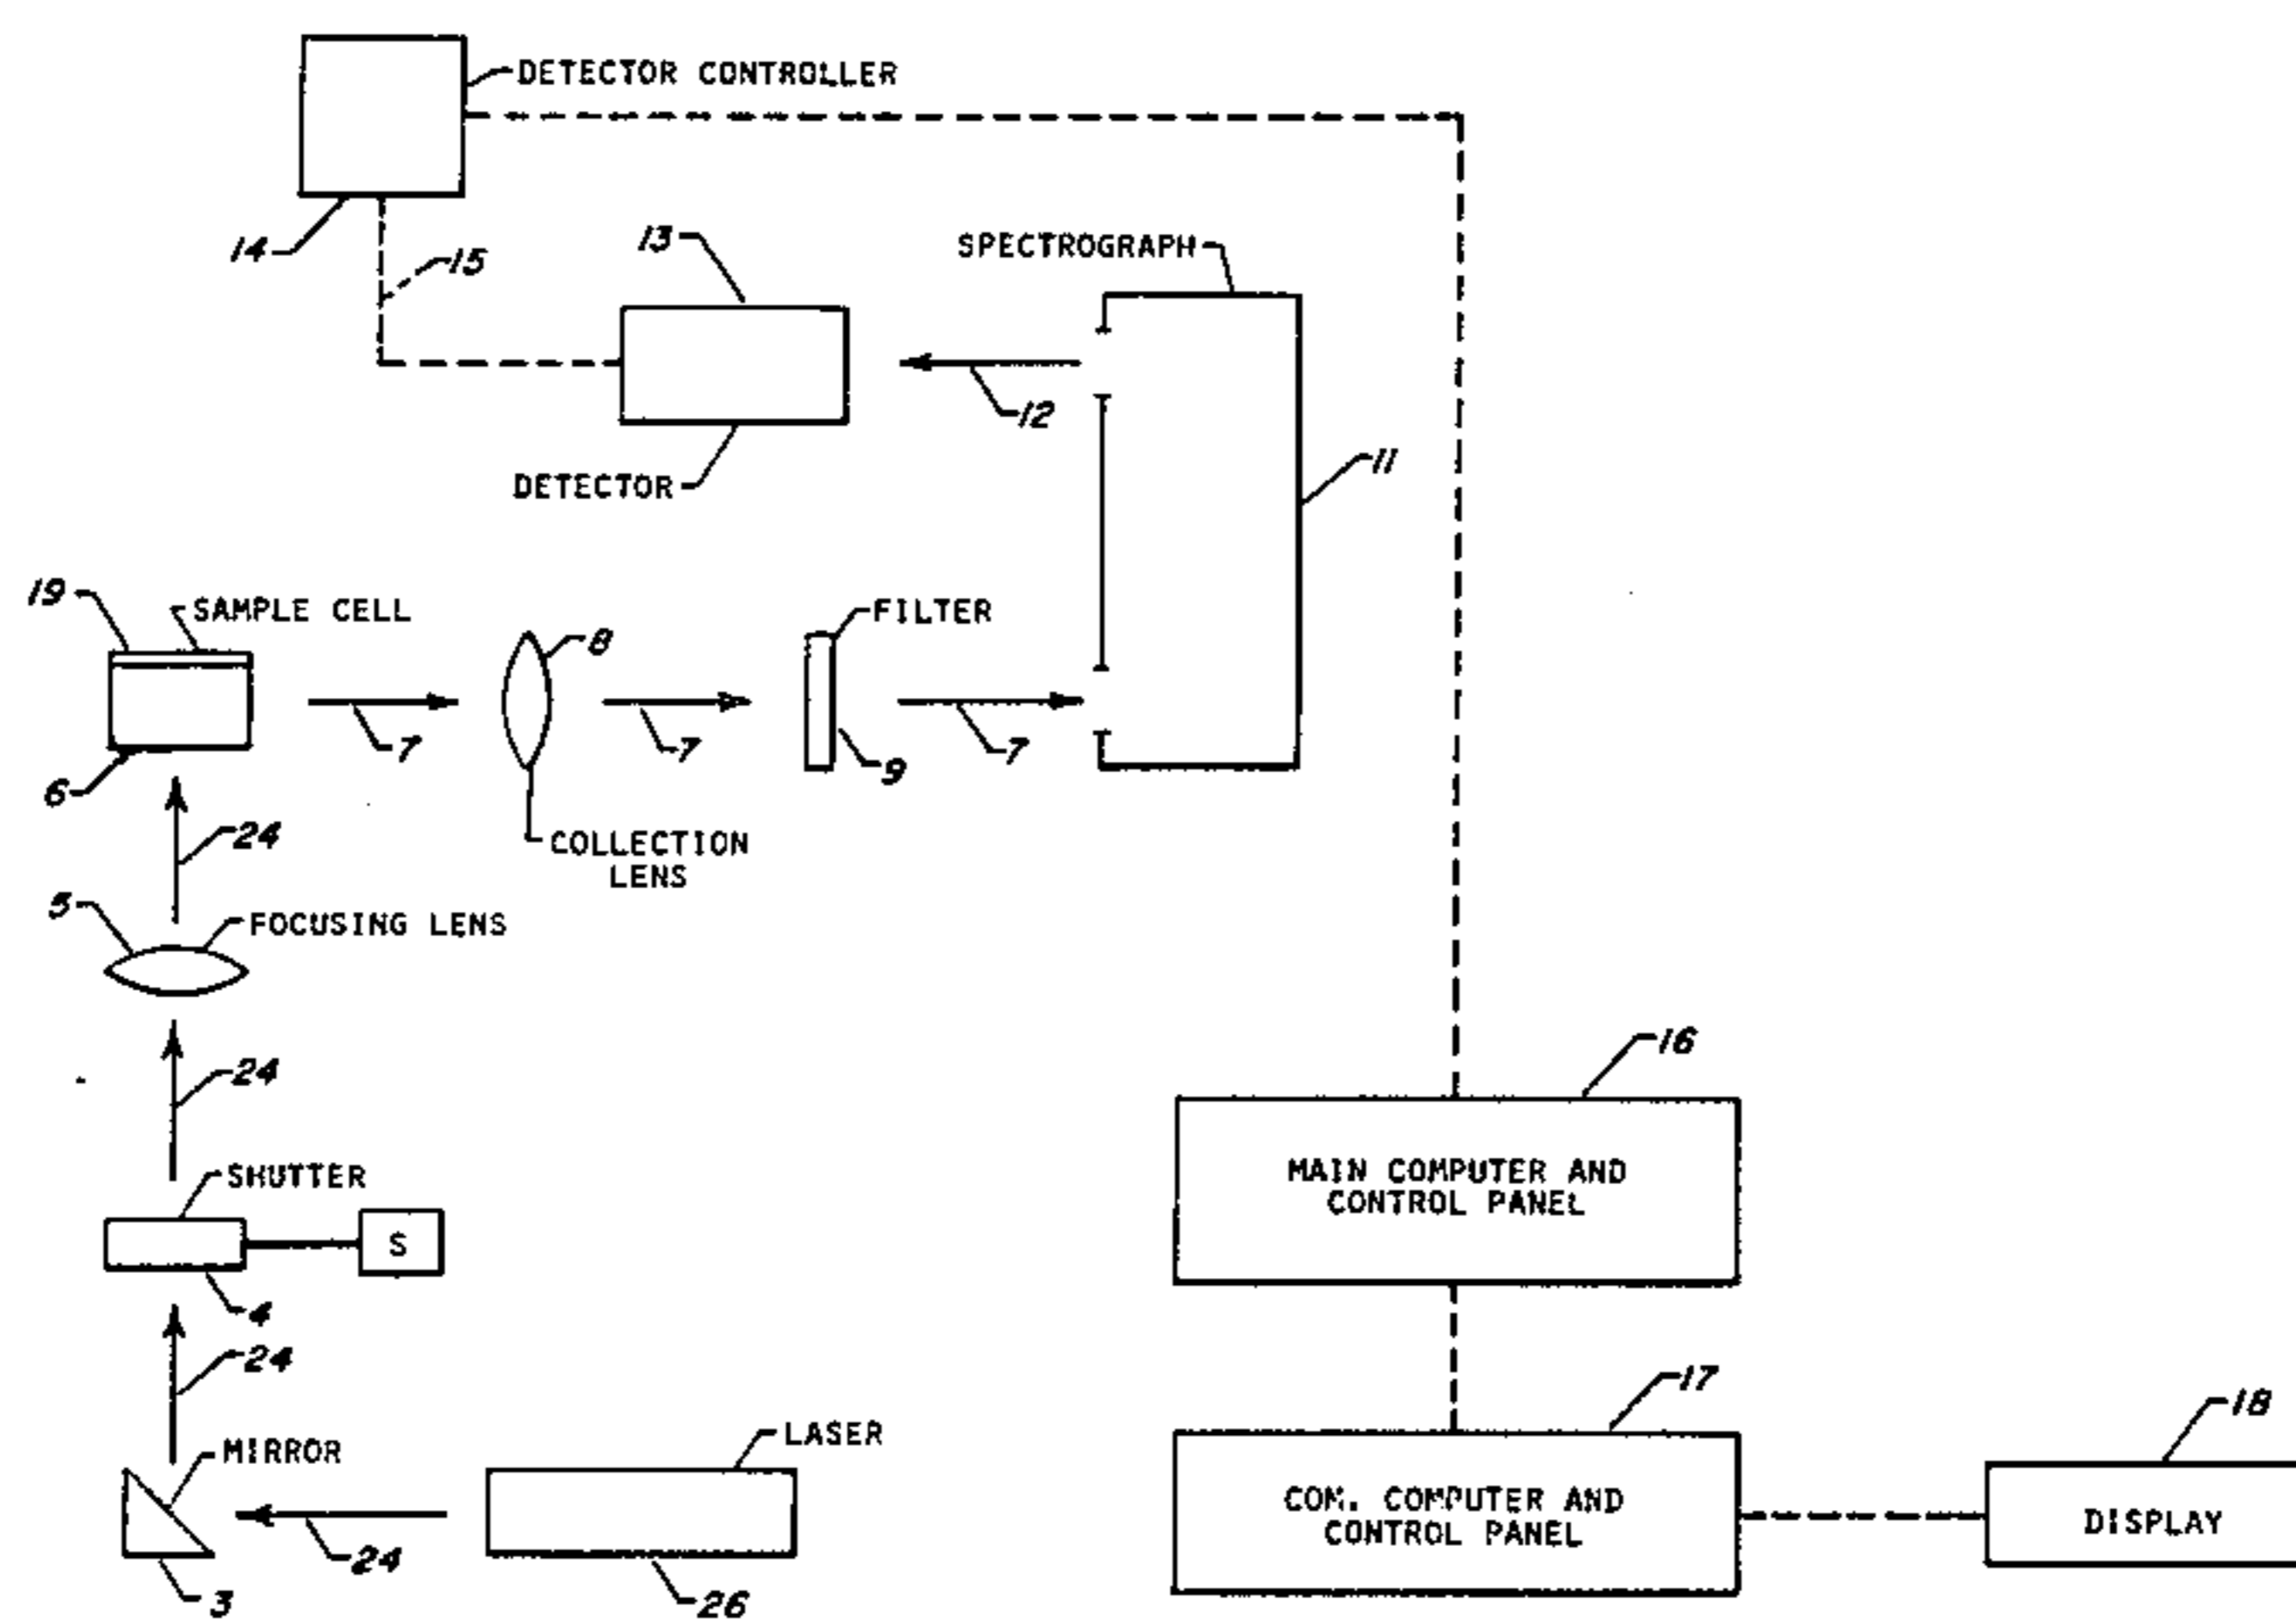 DETECTOR CONTROLLER
14
15
13
SPECTROGRAPH
12
DETECTOR
11
19
SAMPLE CELL
8
FILTER
7
7
7
6
9
24
COLLECTION
LENS
5
FOCUSING LENS
24
16
SHUTTER
MAIN COMPUTER AND
CONTROL PANEL
S
4
24
17
18
MIRROR
LASER
COM. COMPUTER AND
CONTROL PANEL
DISPLAY
24
3
26